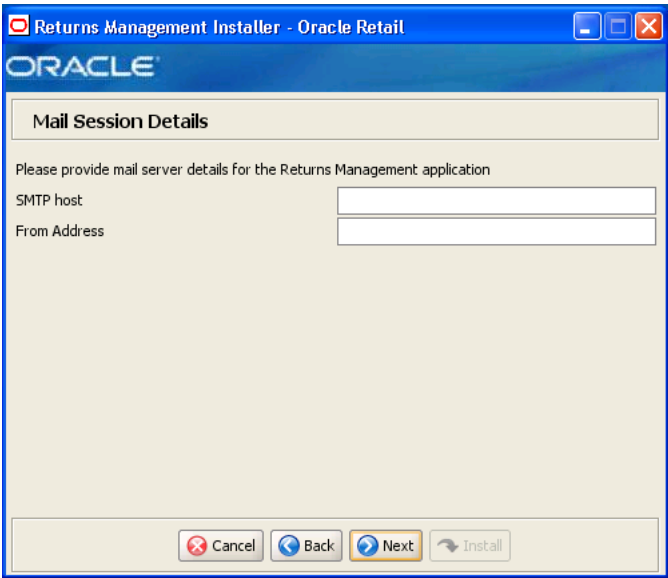 Returns Management Installer - Oracle Retail
ORACLE
Mail Session Details
Please provide mail server details for the Returns Management application
SMTP host
From Address
Cancel Back Next Install